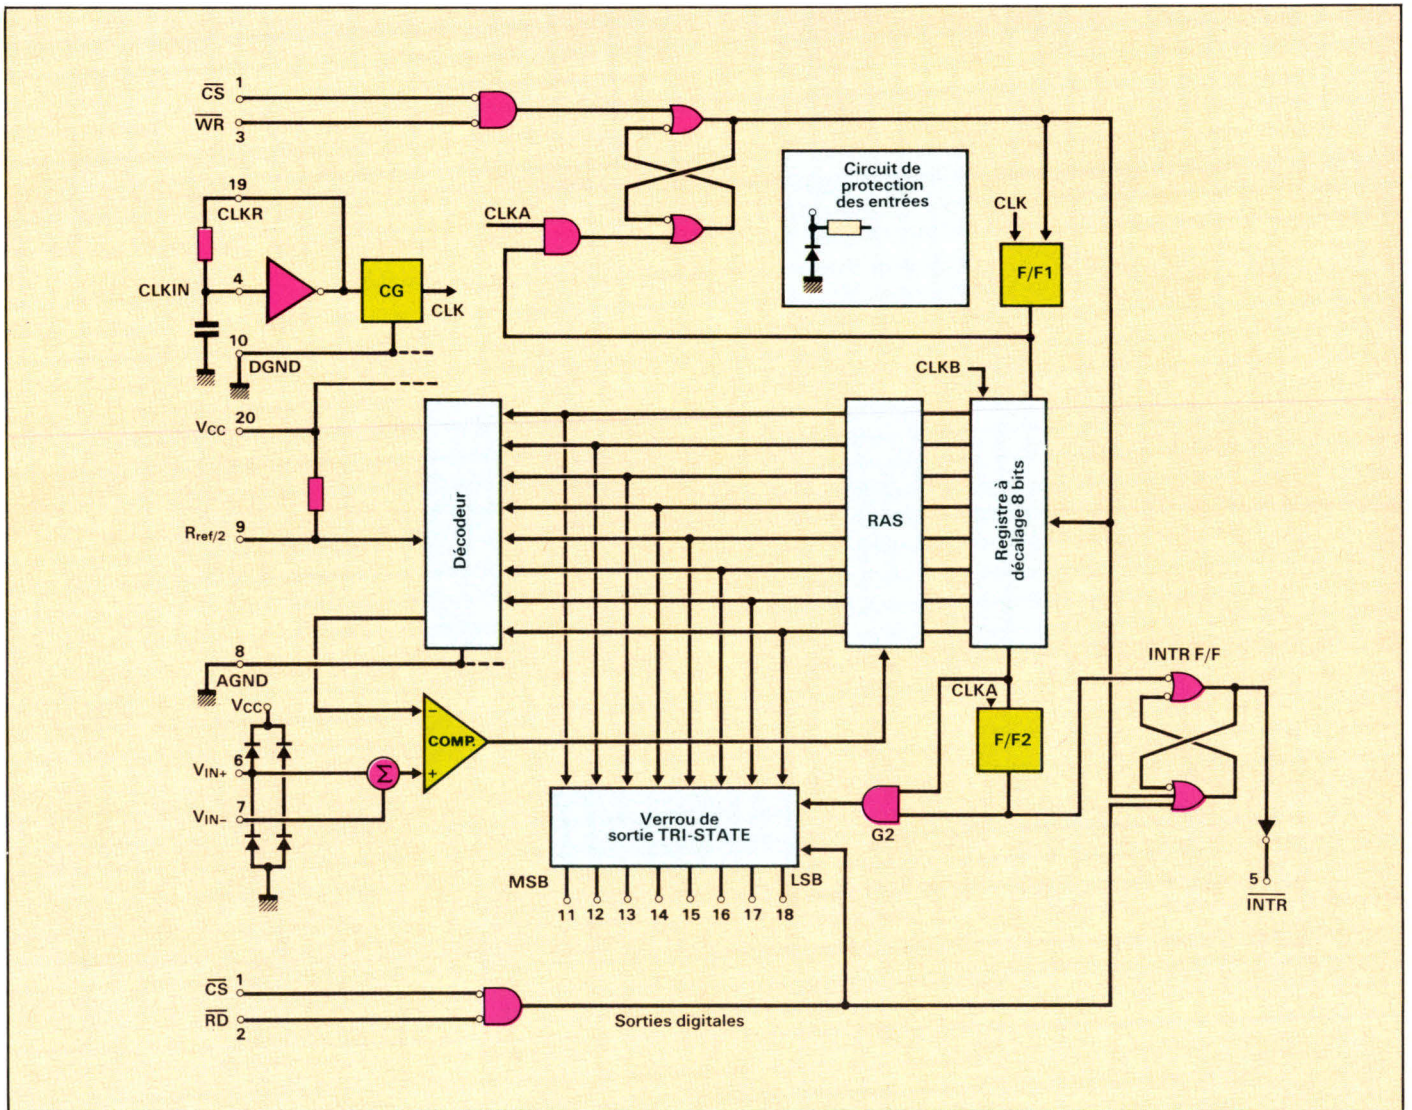 CS 1
WR 3
19
CLKR
CLKIN 4
CG
CLK
10
DGND
CLKA
Circuit de
protection
des entrées
CLK
F/F1
CLKB
VCC 20
Rref/2 9
Décodeur
RAS
Registre à
décalage 8 bits
8
AGND
VCC
VIN+ 6
VIN− 7
Σ
− COMP. +
CLKA
F/F2
G2
INTR F/F
5
INTR
Verrou de
sortie TRI-STATE
MSB LSB
11 12 13 14 15 16 17 18
CS 1
RD 2
Sorties digitales